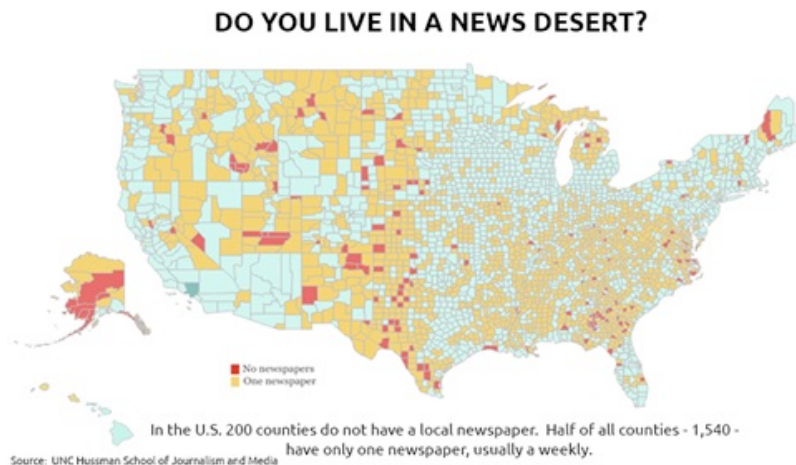 DO YOU LIVE IN A NEWS DESERT?
No newspapers
One newspaper
In the U.S. 200 counties do not have a local newspaper. Half of all counties - 1,540 -
have only one newspaper, usually a weekly.
Source: UNC Hussman School of Journalism and Media